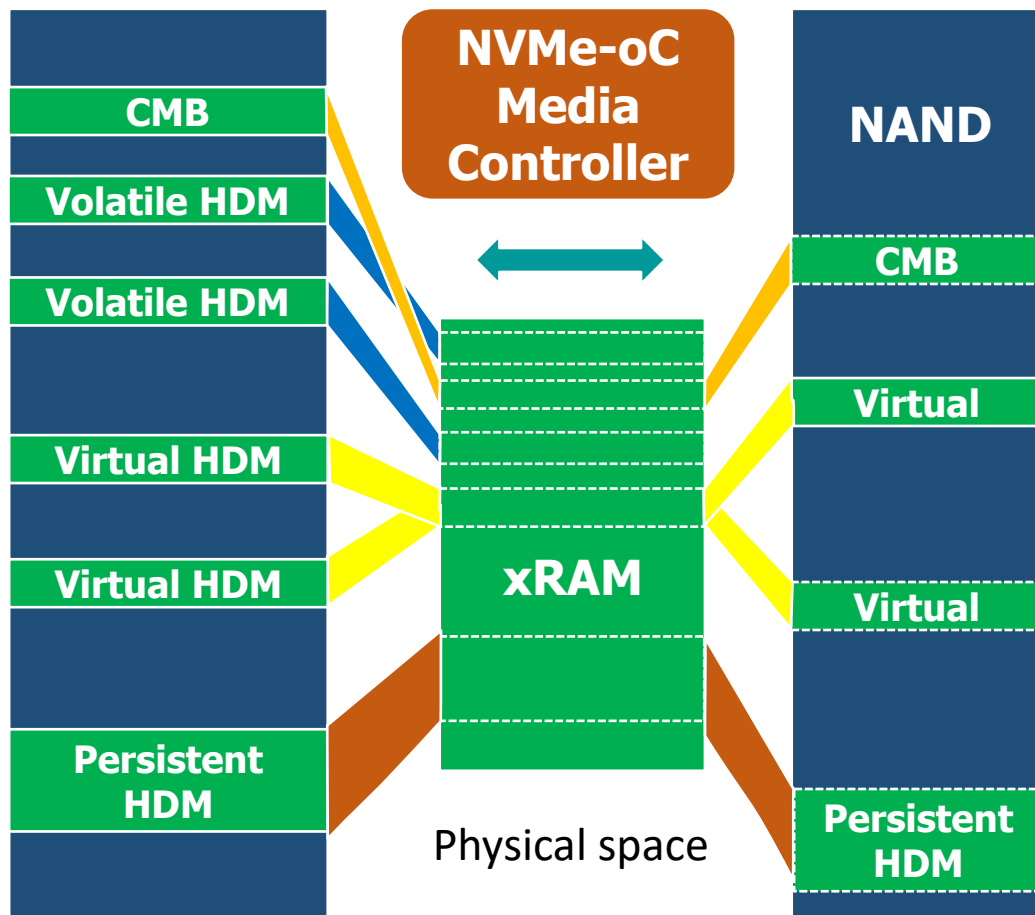 CMB
Volatile HDM
Volatile HDM
Virtual HDM
Virtual HDM
Persistent
HDM
NVMe-oC
Media
Controller
xRAM
Physical space
NAND
CMB
Virtual
Virtual
Persistent
HDM